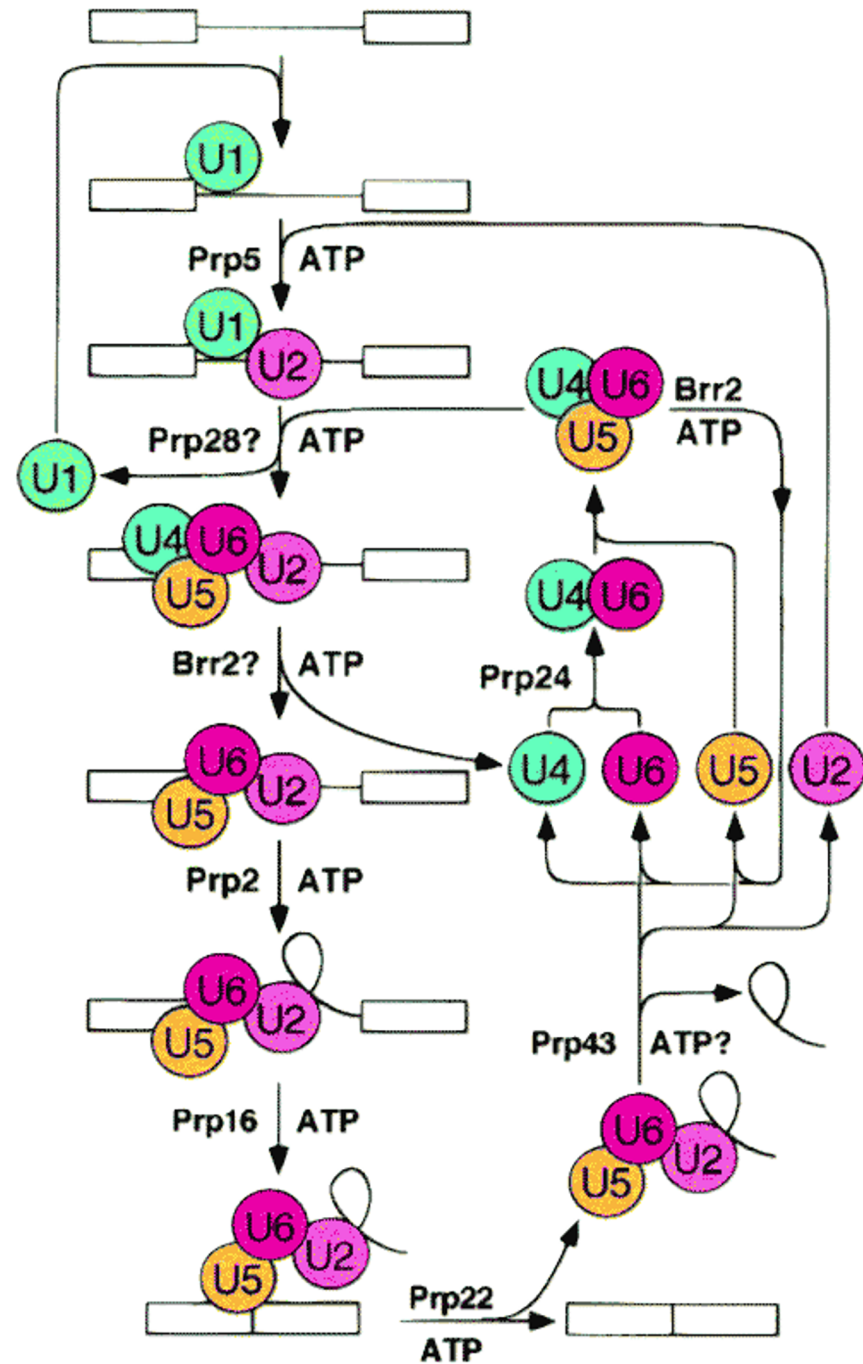 U1
Prp5 ATP
U1
U2
U4 U6 Brr2
U5 ATP
Prp28? ATP
U1
U4 U6 U2
U5
U4 U6
Brr2? ATP
Prp24
U6 U2
U5
U4 U6 U5 U2
Prp2 ATP
U6 U2
U5
Prp43 ATP?
Prp16 ATP
U6 U2
U5
U6 U2
U5
Prp22
ATP